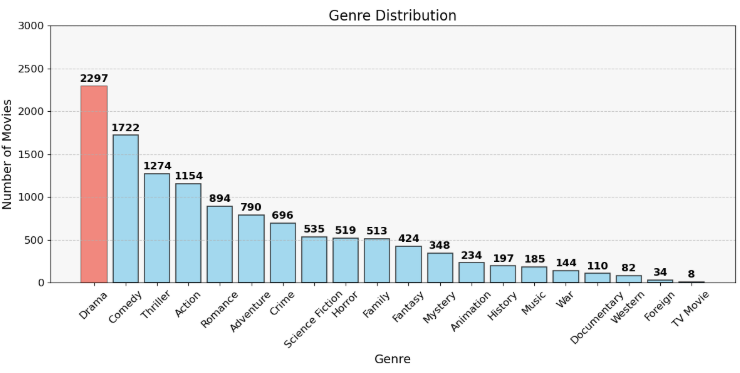 Genre Distribution
Number of Movies
3000
2500
2000
1500
1000
500
0
2297
1722
1274
1154
894
790
696
535
519
513
424
348
234
197
185
144
110
82
34
8
Drama
Comedy
Thriller
Action
Romance
Adventure
Crime
Science Fiction
Horror
Family
Fantasy
Mystery
Animation
History
Music
War
Documentary
Western
Foreign
TV Movie
Genre